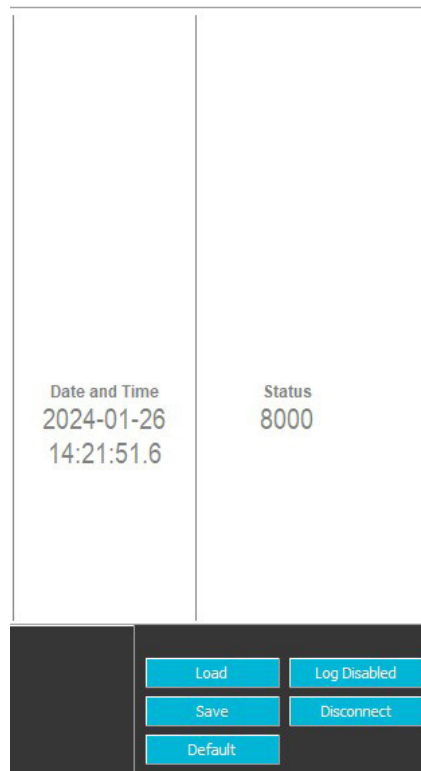 Date and Time
2024-01-26
14:21:51.6
Status
8000
Load
Log Disabled
Save
Disconnect
Default